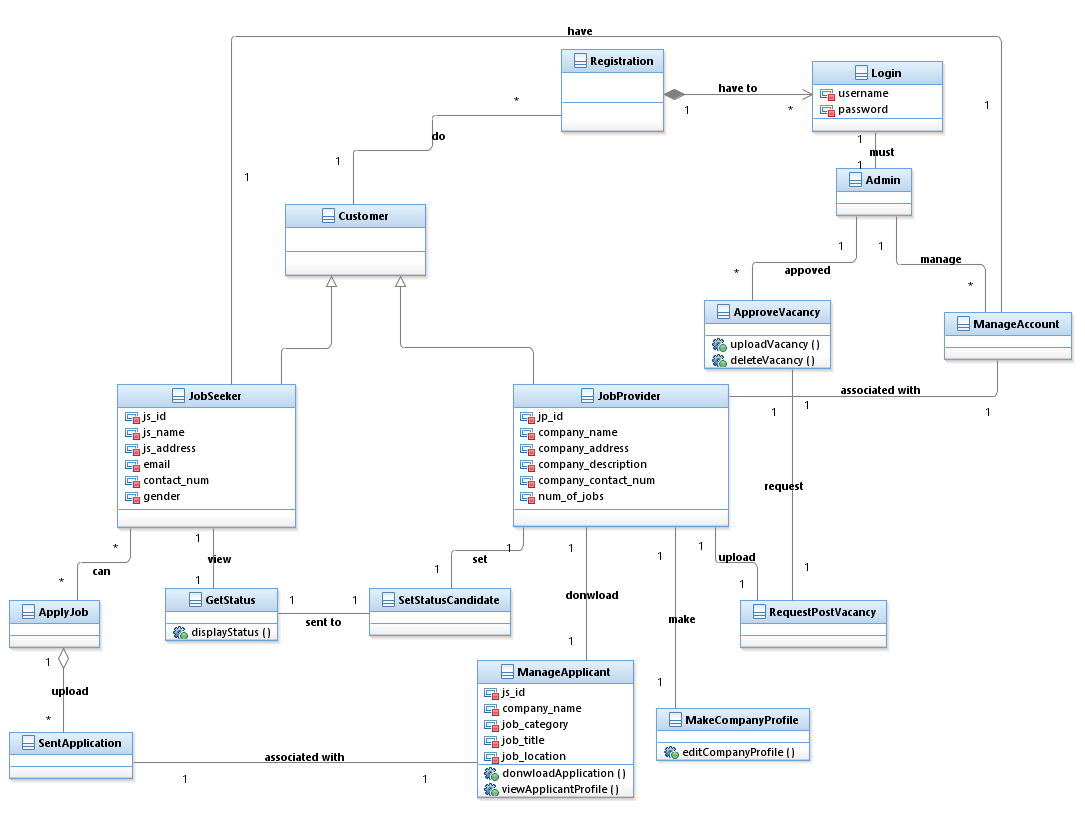 have
Registration
Login
username
password
have to
1
*
1
*
do
1
1
must
1
Admin
1
Customer
1
1
appoved
manage
*
*
ApproveVacancy
uploadVacancy ()
deleteVacancy ()
ManageAccount
associated with
1
1
1
JobSeeker
js_id
js_name
js_address
email
contact_num
gender
JobProvider
jp_id
company_name
company_address
company_description
company_contact_num
num_of_jobs
request
*
can
*
1
view
1
1
set
1
1
donwload
1
1
make
1
1
upload
1
1
ApplyJob
GetStatus
displayStatus ()
1
sent to
1
SetStatusCandidate
RequestPostVacancy
1
upload
*
SentApplication
associated with
1
1
ManageApplicant
js_id
company_name
job_category
job_title
job_location
donwloadApplication ()
viewApplicantProfile ()
MakeCompanyProfile
editCompanyProfile ()